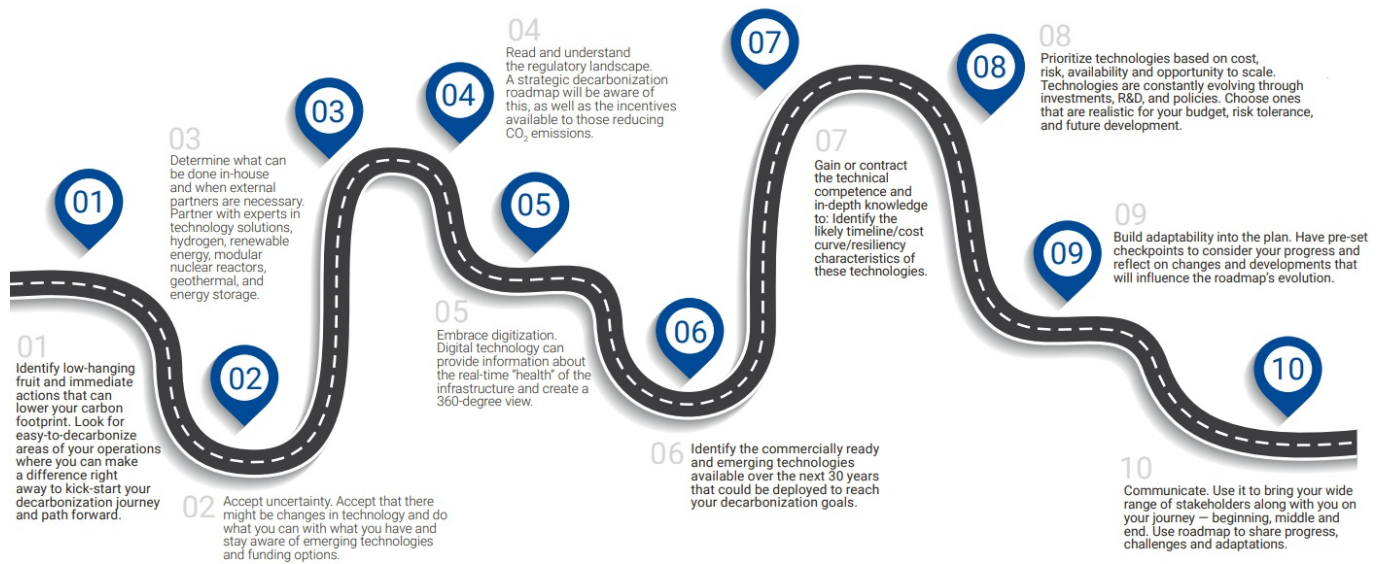 01
01
Identify low-hanging
fruit and immediate
actions that can
lower your carbon
footprint. Look for
easy-to-decarbonize
areas of your operations
where you can make
a difference right
away to kick-start your
decarbonization journey
and path forward.
02
02
Accept uncertainty. Accept that there
might be changes in technology and do
what you can with what you have and
stay aware of emerging technologies
and funding options.
03
03
Determine what can
be done in-house
and when external
partners are necessary.
Partner with experts in
technology solutions,
hydrogen, renewable
energy, modular
nuclear reactors,
geothermal, and
energy storage.
04
04
Read and understand
the regulatory landscape.
A strategic decarbonization
roadmap will be aware of
this, as well as the incentives
available to those reducing
CO₂ emissions.
05
05
Embrace digitization.
Digital technology can
provide information about
the real-time "health" of the
infrastructure and create a
360-degree view.
06
06
Identify the commercially ready
and emerging technologies
available over the next 30 years
that could be deployed to reach
your decarbonization goals.
07
07
Gain or contract
the technical
competence and
in-depth knowledge
to: Identify the
likely timeline/cost
curve/resiliency
characteristics of
these technologies.
08
08
Prioritize technologies based on cost,
risk, availability and opportunity to scale.
Technologies are constantly evolving through
investments, R&D, and policies. Choose ones
that are realistic for your budget, risk tolerance,
and future development.
09
09
Build adaptability into the plan. Have pre-set
checkpoints to consider your progress and
reflect on changes and developments that
will influence the roadmap's evolution.
10
10
Communicate. Use it to bring your wide
range of stakeholders along with you on
your journey — beginning, middle and
end. Use roadmap to share progress,
challenges and adaptations.